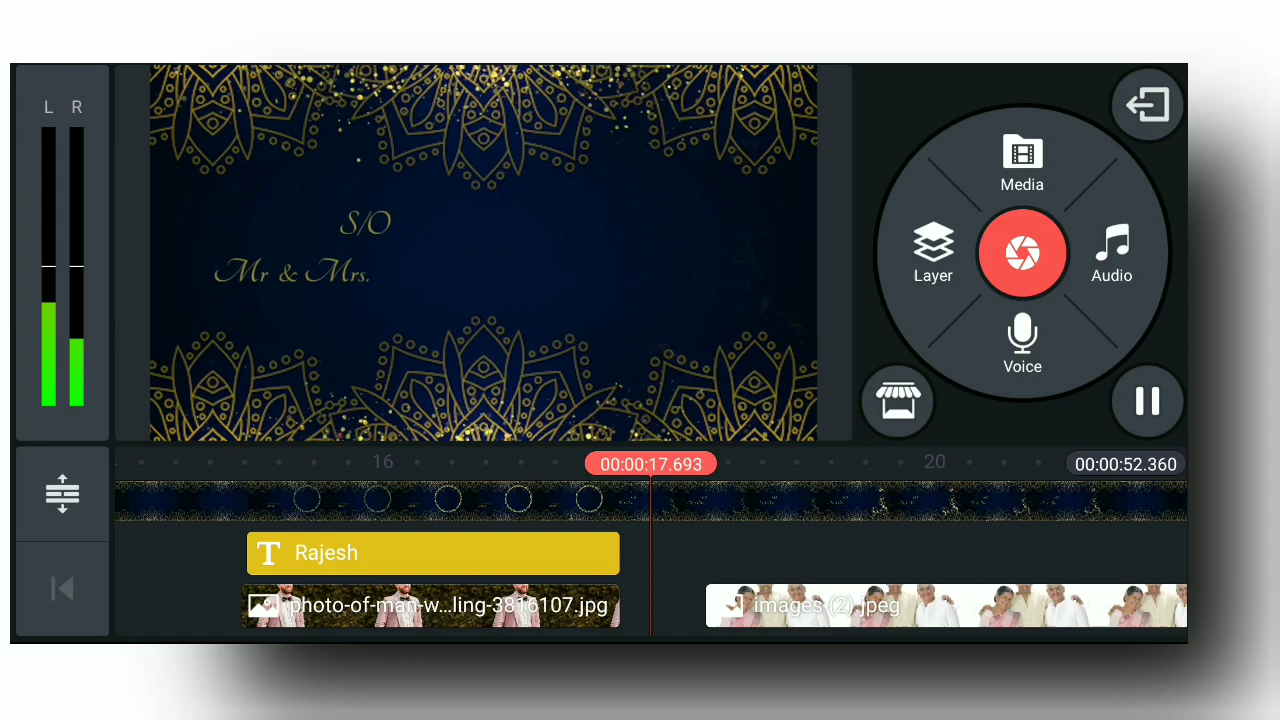 L R
S/O
Mr & Mrs.
Media
Layer
Audio
Voice
16
00:00:17.693
20
00:00:52.360
T Rajesh
photo-of-man-w...ling-3816107.jpg
images (2).jpeg